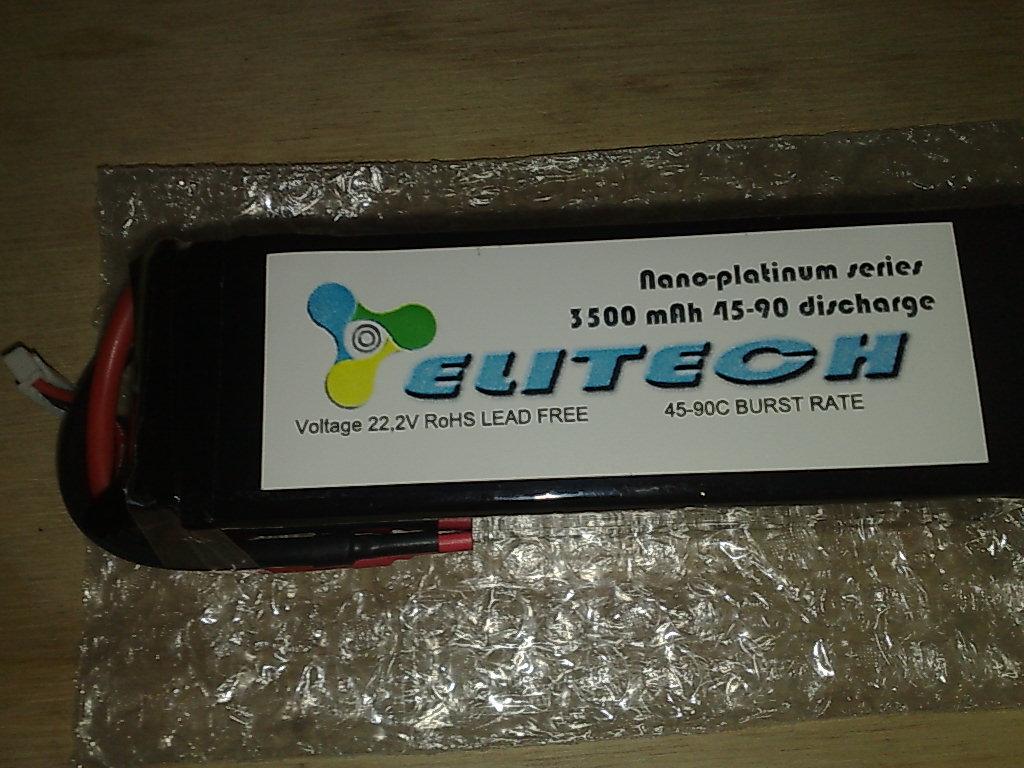 Nano-platinum series
3500 mAh 45-90 discharge
ELITECH
Voltage 22,2V RoHS LEAD FREE 45-90C BURST RATE